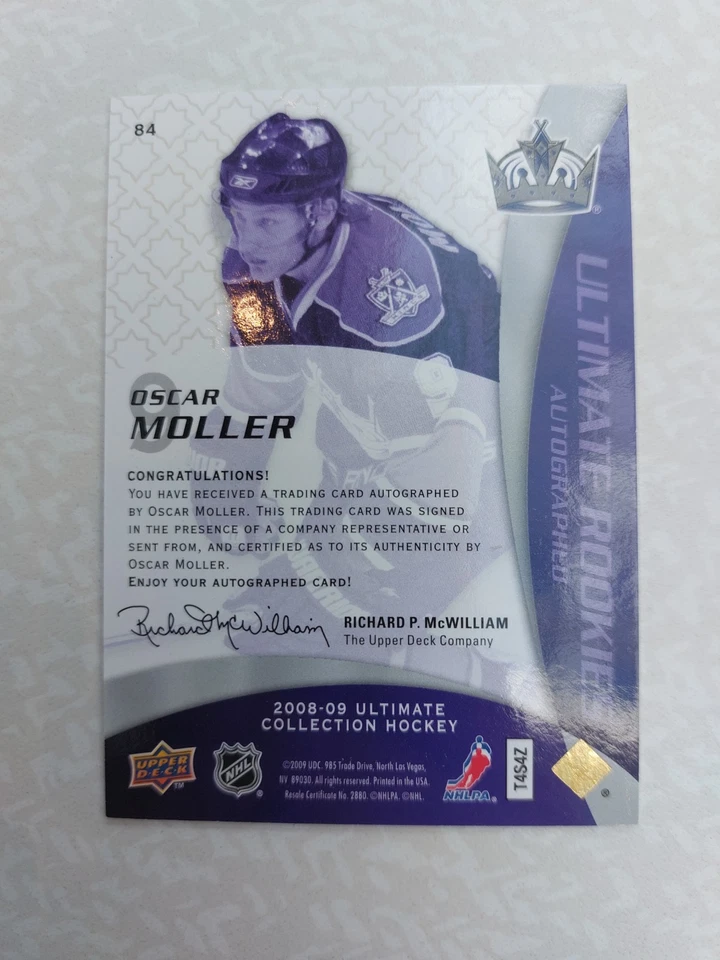 84
OSCAR
MOLLER
9
CONGRATULATIONS!
YOU HAVE RECEIVED A TRADING CARD AUTOGRAPHED
BY OSCAR MOLLER. THIS TRADING CARD WAS SIGNED
IN THE PRESENCE OF A COMPANY REPRESENTATIVE OR
SENT FROM, AND CERTIFIED AS TO ITS AUTHENTICITY BY
OSCAR MOLLER.
ENJOY YOUR AUTOGRAPHED CARD!
Richard P. McWilliam
RICHARD P. McWILLIAM
The Upper Deck Company
ULTIMATE ROOKIES
AUTOGRAPHED
2008-09 ULTIMATE
COLLECTION HOCKEY
UPPER
DECK
TM
NHL
®
©2009 UDC. 985 Trade Drive, North Las Vegas,
NV 89030. All rights reserved. Printed in the USA.
Resale Certificate No. 2880. ©NHLPA. ©NHL.
NHLPA
®
T4S4Z
®